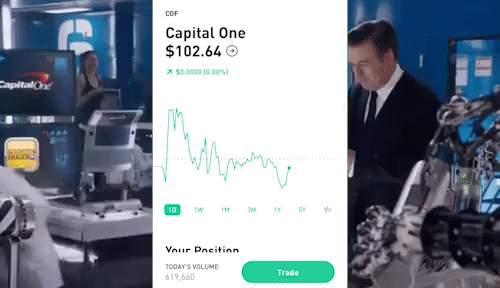 COF
Capital One
$102.64
$0.0000 (0.00%)
Capital One
ERASER
1D 1W 1M 3M 1Y 5Y
Your Position
TODAY'S VOLUME
619,660
Trade